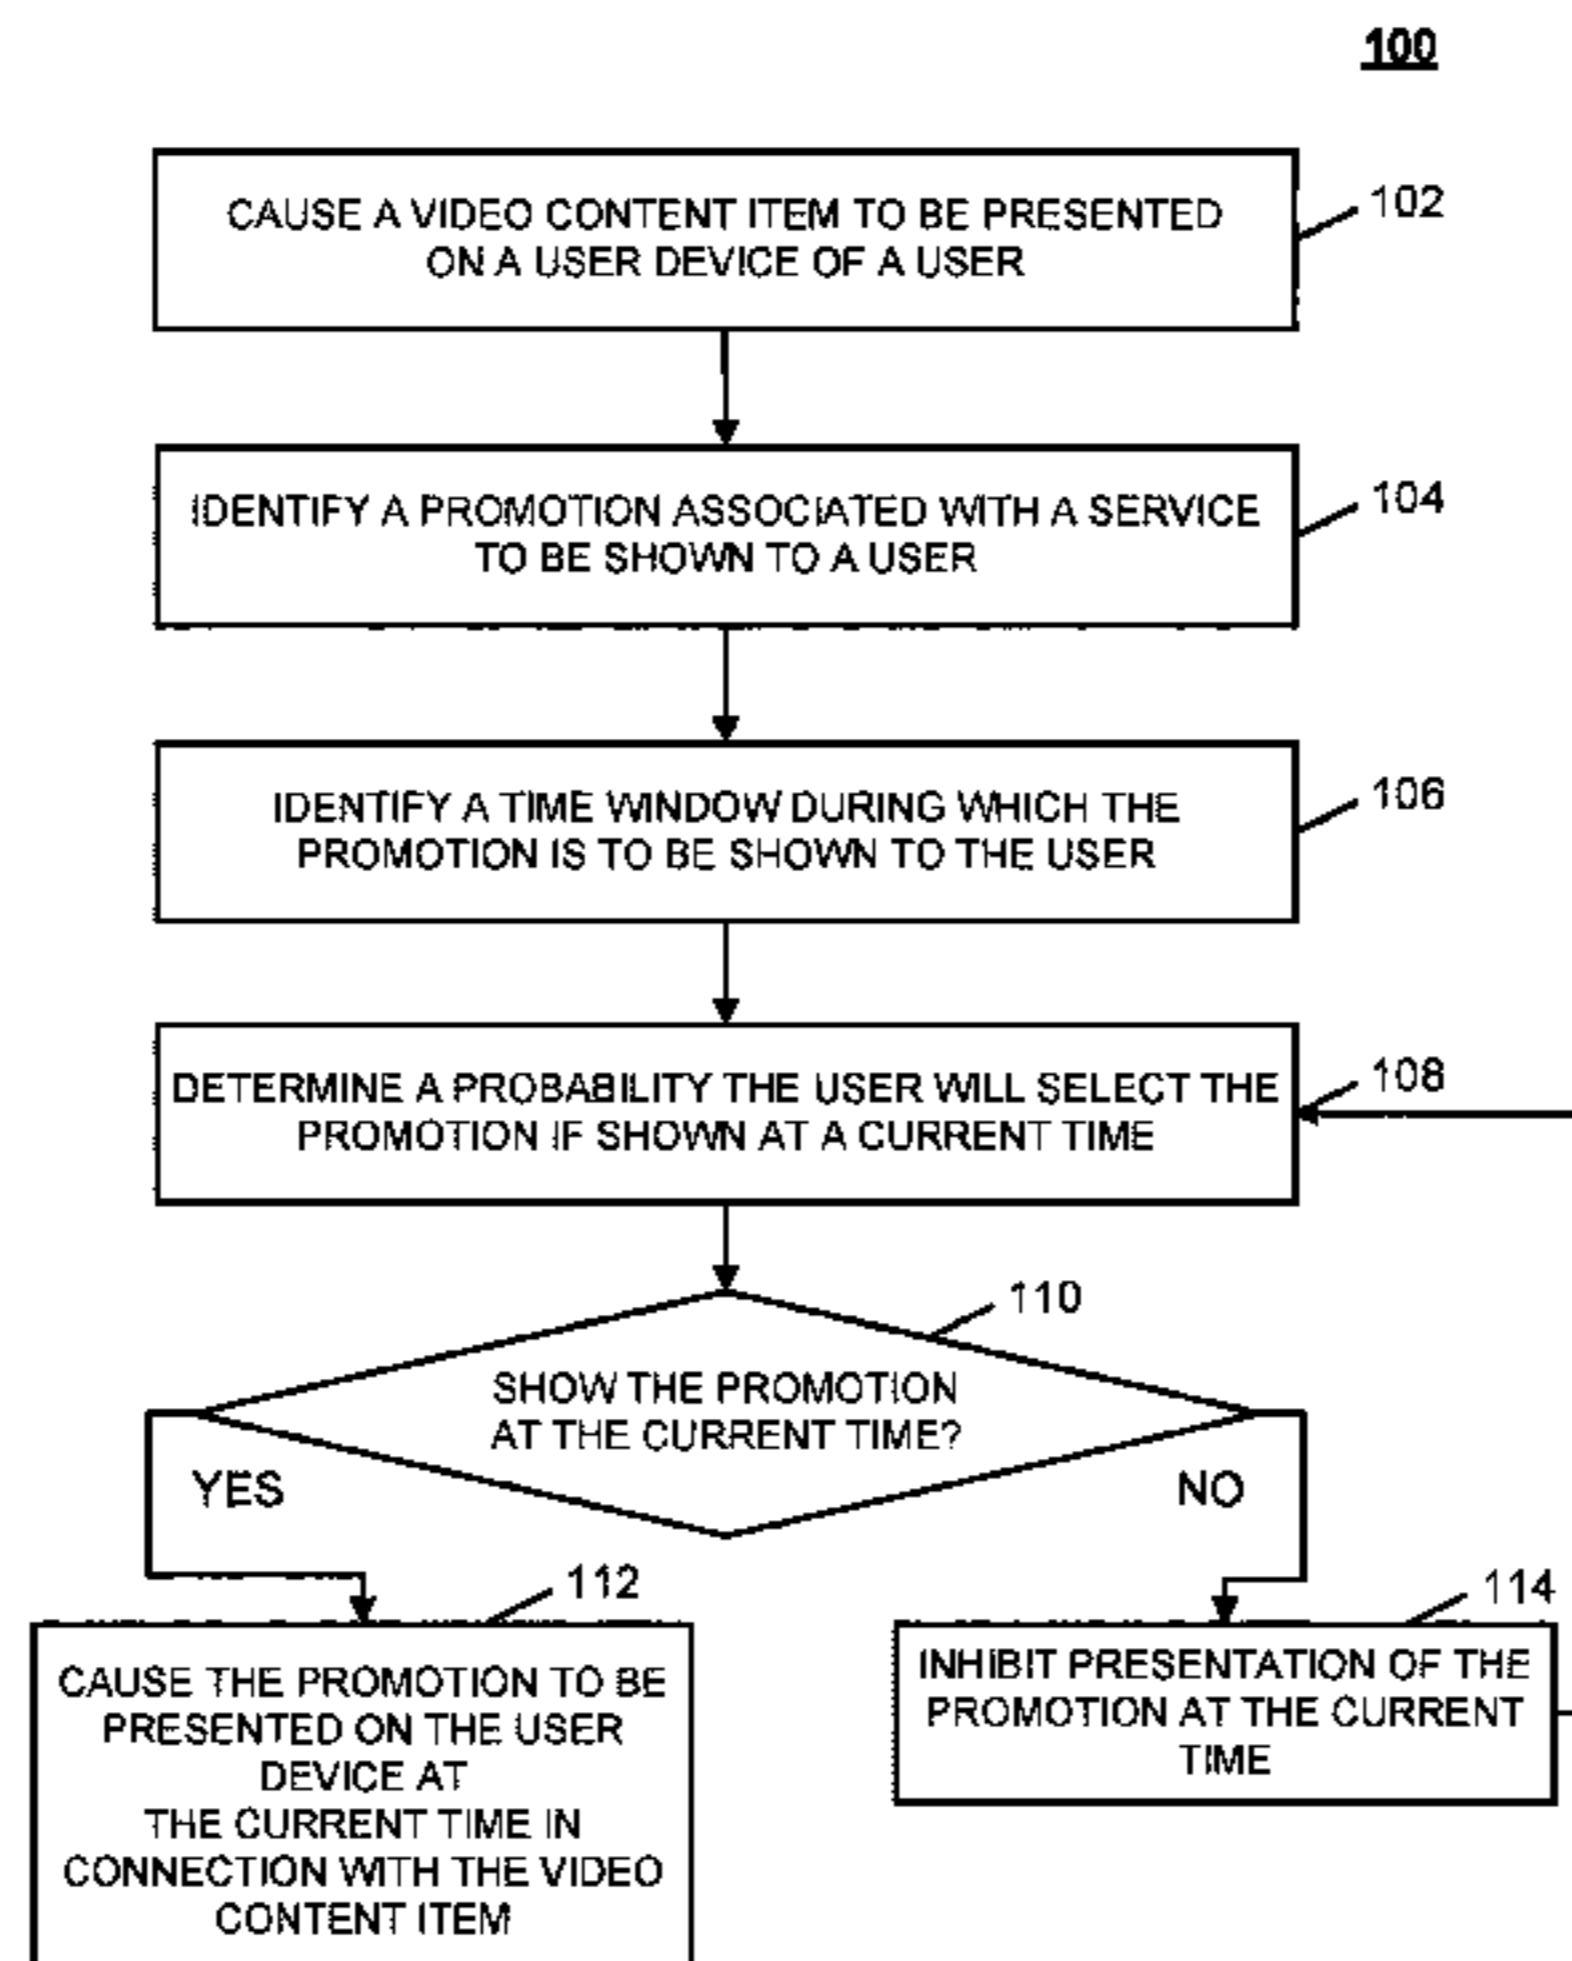 100
CAUSE A VIDEO CONTENT ITEM TO BE PRESENTED
ON A USER DEVICE OF A USER
102
IDENTIFY A PROMOTION ASSOCIATED WITH A SERVICE
TO BE SHOWN TO A USER
104
IDENTIFY A TIME WINDOW DURING WHICH THE
PROMOTION IS TO BE SHOWN TO THE USER
106
DETERMINE A PROBABILITY THE USER WILL SELECT THE
PROMOTION IF SHOWN AT A CURRENT TIME
108
110
SHOW THE PROMOTION
AT THE CURRENT TIME?
YES
NO
112
CAUSE THE PROMOTION TO BE
PRESENTED ON THE USER
DEVICE AT
THE CURRENT TIME IN
CONNECTION WITH THE VIDEO
CONTENT ITEM
114
INHIBIT PRESENTATION OF THE
PROMOTION AT THE CURRENT
TIME